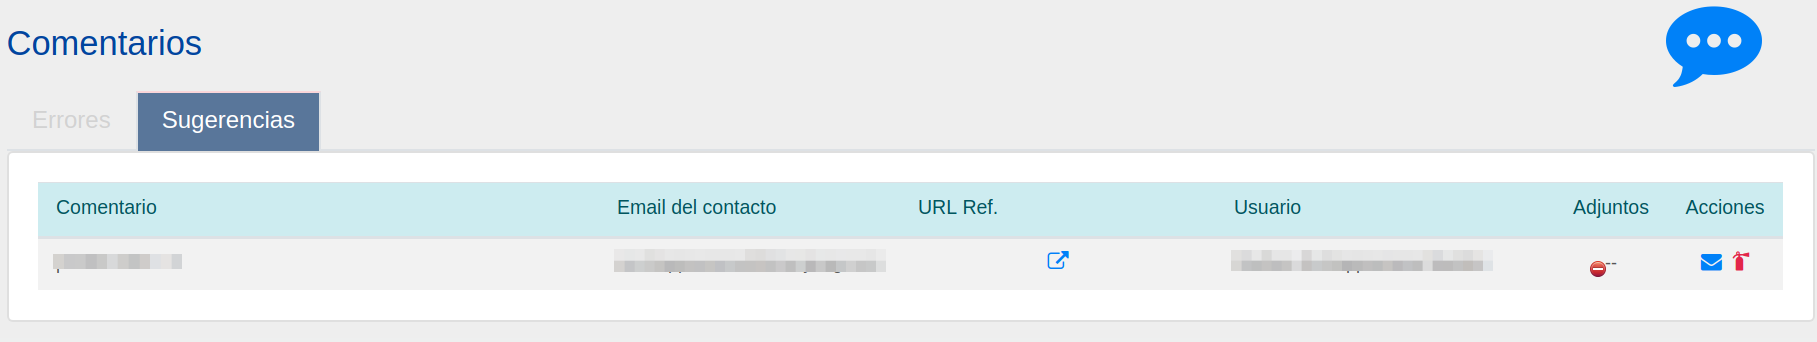 Comentarios
Errores Sugerencias
Comentario Email del contacto URL Ref. Usuario Adjuntos Acciones
--